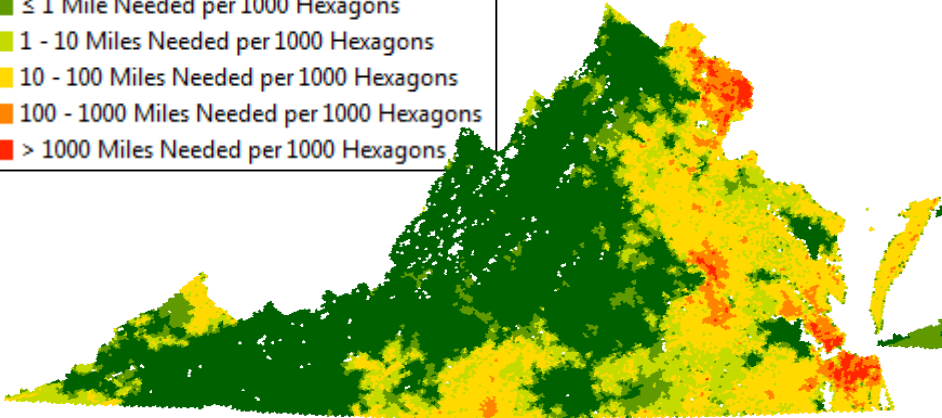 ≤ 1 Mile Needed per 1000 Hexagons
1 - 10 Miles Needed per 1000 Hexagons
10 - 100 Miles Needed per 1000 Hexagons
100 - 1000 Miles Needed per 1000 Hexagons
> 1000 Miles Needed per 1000 Hexagons